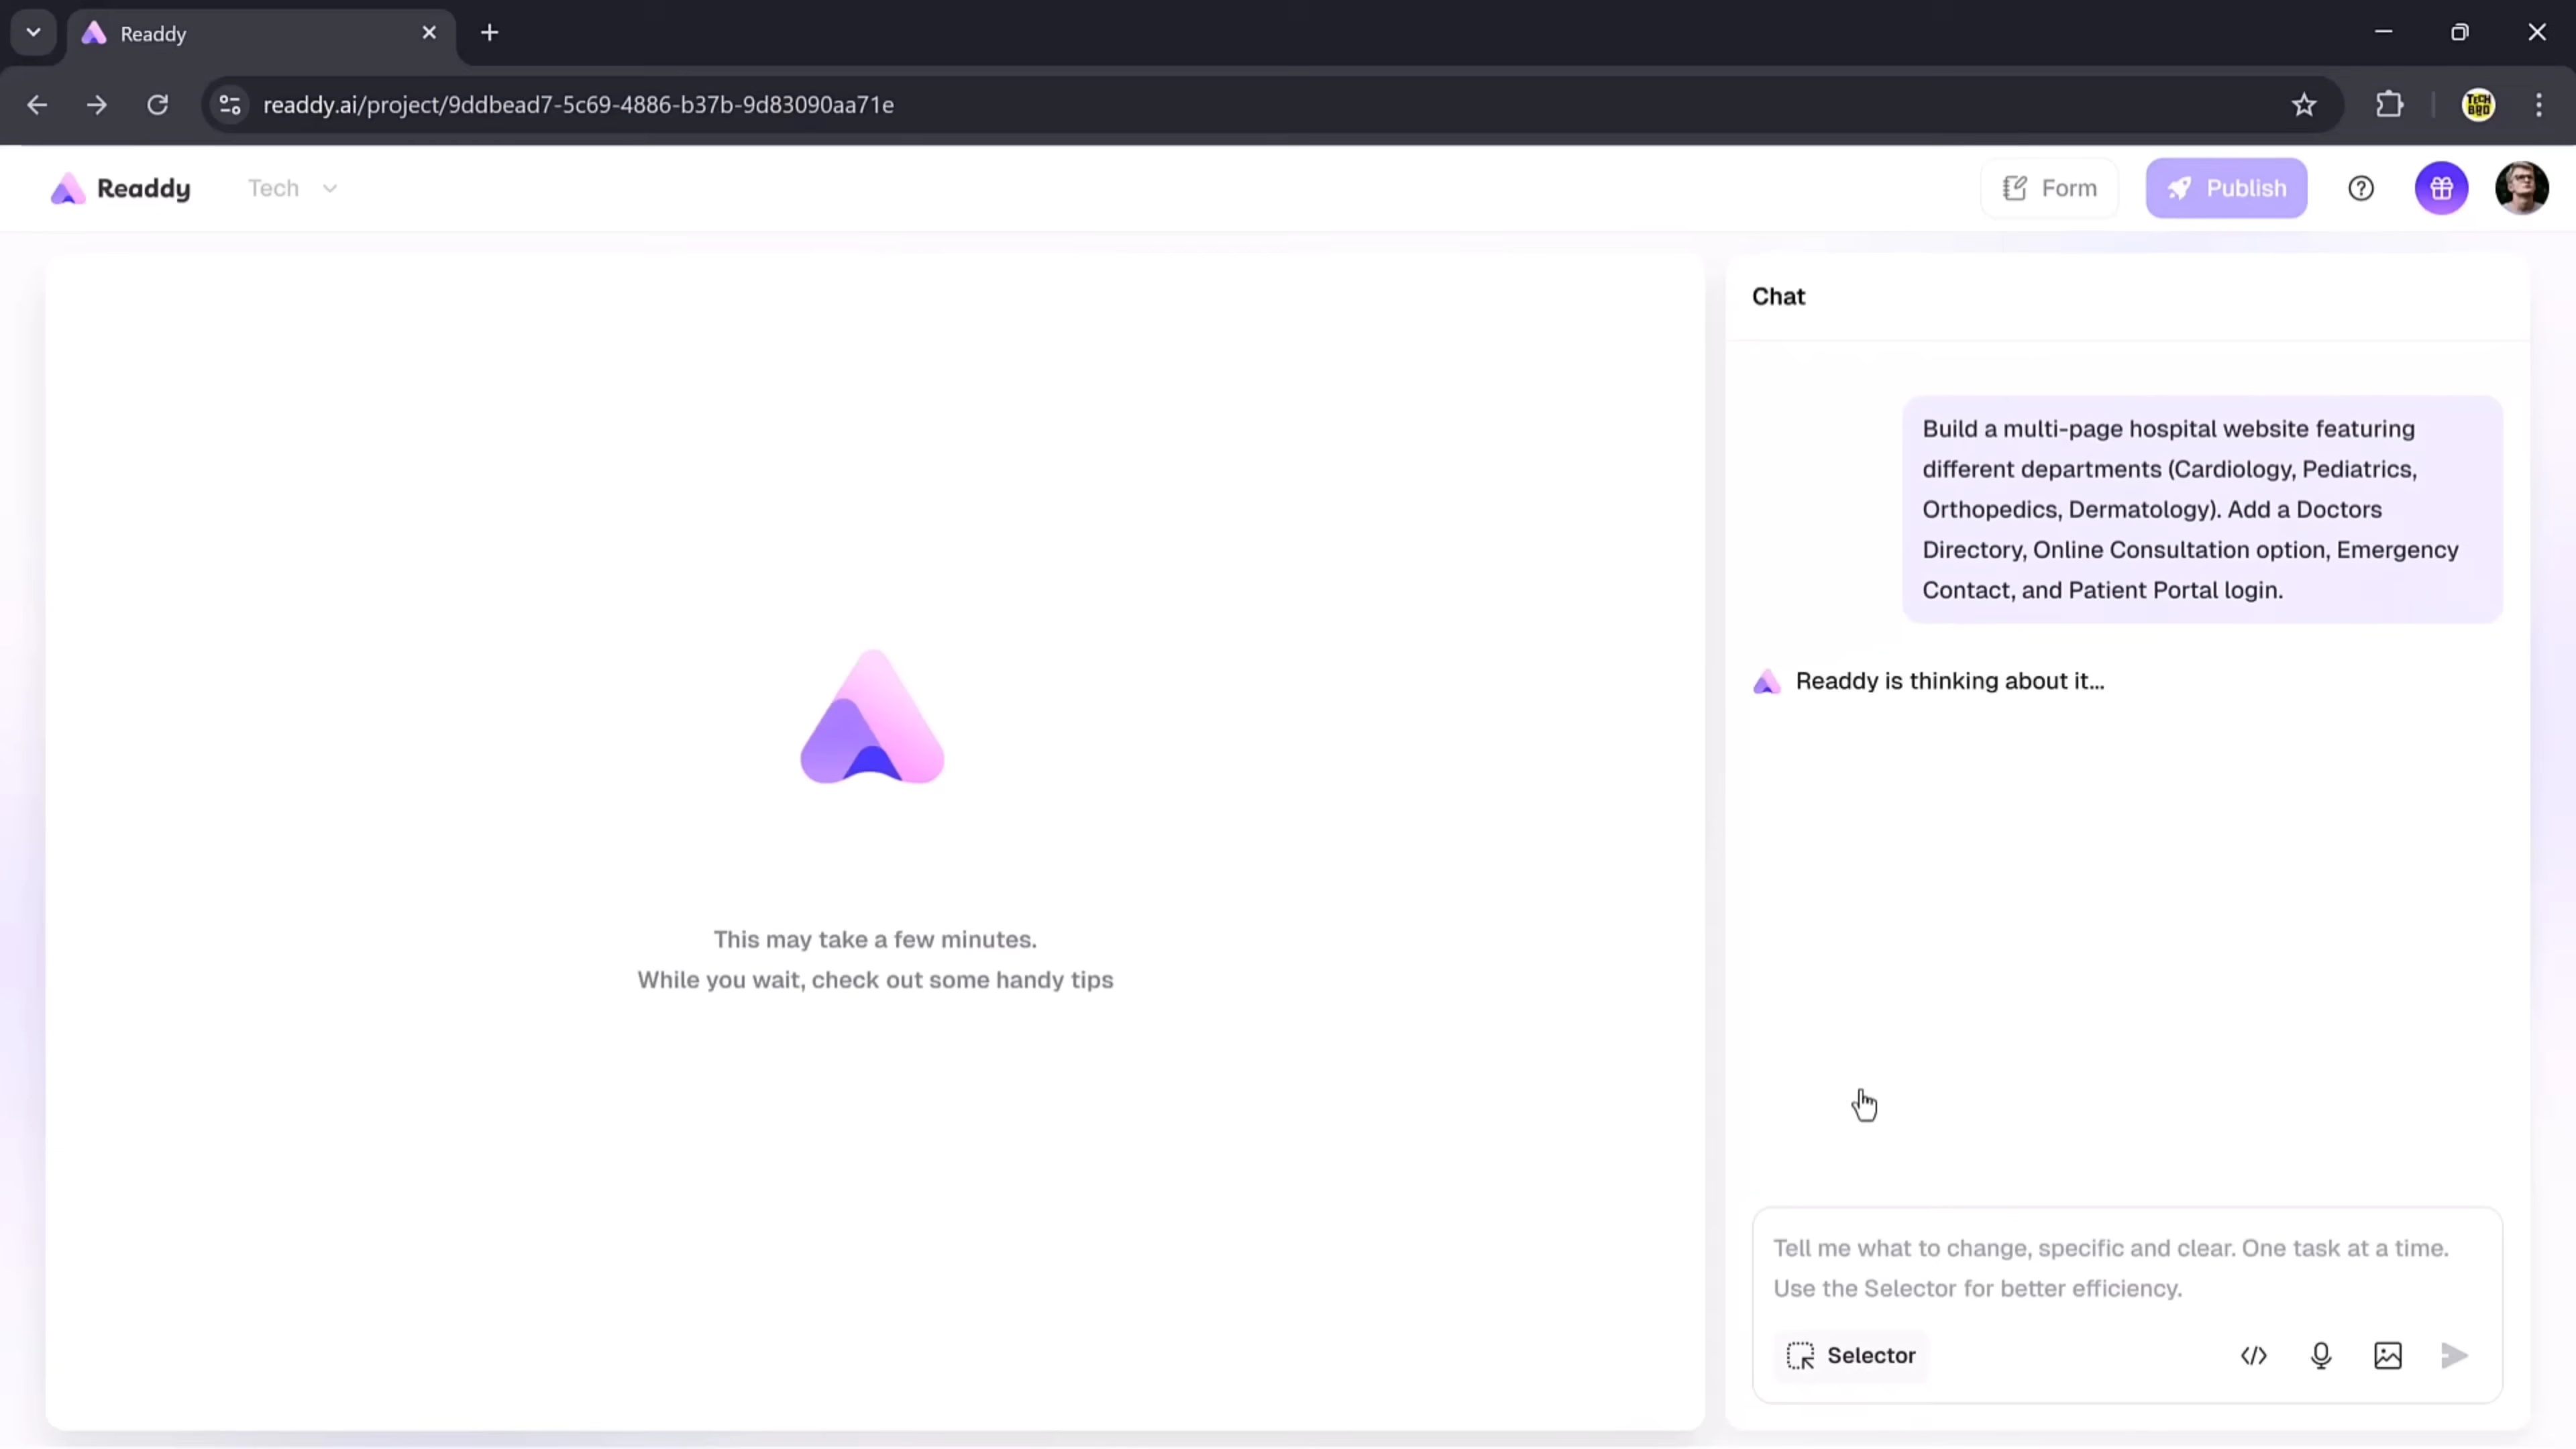 Readdy
readdy.ai/project/9ddbead7-5c69-4886-b37b-9d83090aa71e
TECH
BRO
Readdy
Tech
Form
Publish
Chat
Build a multi-page hospital website featuring
different departments (Cardiology, Pediatrics,
Orthopedics, Dermatology). Add a Doctors
Directory, Online Consultation option, Emergency
Contact, and Patient Portal login.
Readdy is thinking about it...
This may take a few minutes.
While you wait, check out some handy tips
Tell me what to change, specific and clear. One task at a time.
Use the Selector for better efficiency.
Selector